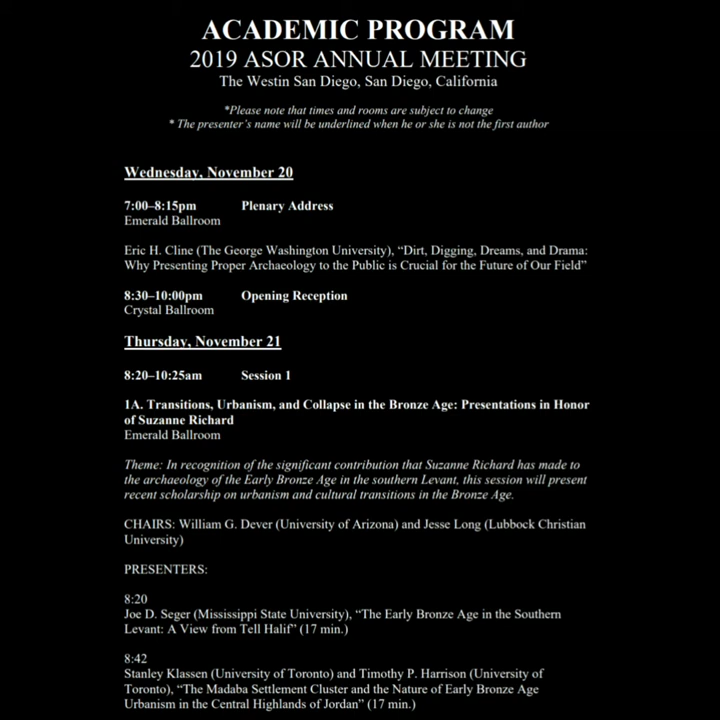 ACADEMIC PROGRAM
2019 ASOR ANNUAL MEETING
The Westin San Diego, San Diego, California
*Please note that times and rooms are subject to change
* The presenter's name will be underlined when he or she is not the first author
Wednesday, November 20
7:00–8:15pm Plenary Address
Emerald Ballroom
Eric H. Cline (The George Washington University), “Dirt, Digging, Dreams, and Drama:
Why Presenting Proper Archaeology to the Public is Crucial for the Future of Our Field”
8:30–10:00pm Opening Reception
Crystal Ballroom
Thursday, November 21
8:20–10:25am Session 1
1A. Transitions, Urbanism, and Collapse in the Bronze Age: Presentations in Honor
of Suzanne Richard
Emerald Ballroom
Theme: In recognition of the significant contribution that Suzanne Richard has made to
the archaeology of the Early Bronze Age in the southern Levant, this session will present
recent scholarship on urbanism and cultural transitions in the Bronze Age.
CHAIRS: William G. Dever (University of Arizona) and Jesse Long (Lubbock Christian
University)
PRESENTERS:
8:20
Joe D. Seger (Mississippi State University), “The Early Bronze Age in the Southern
Levant: A View from Tell Halif” (17 min.)
8:42
Stanley Klassen (University of Toronto) and Timothy P. Harrison (University of
Toronto), “The Madaba Settlement Cluster and the Nature of Early Bronze Age
Urbanism in the Central Highlands of Jordan” (17 min.)